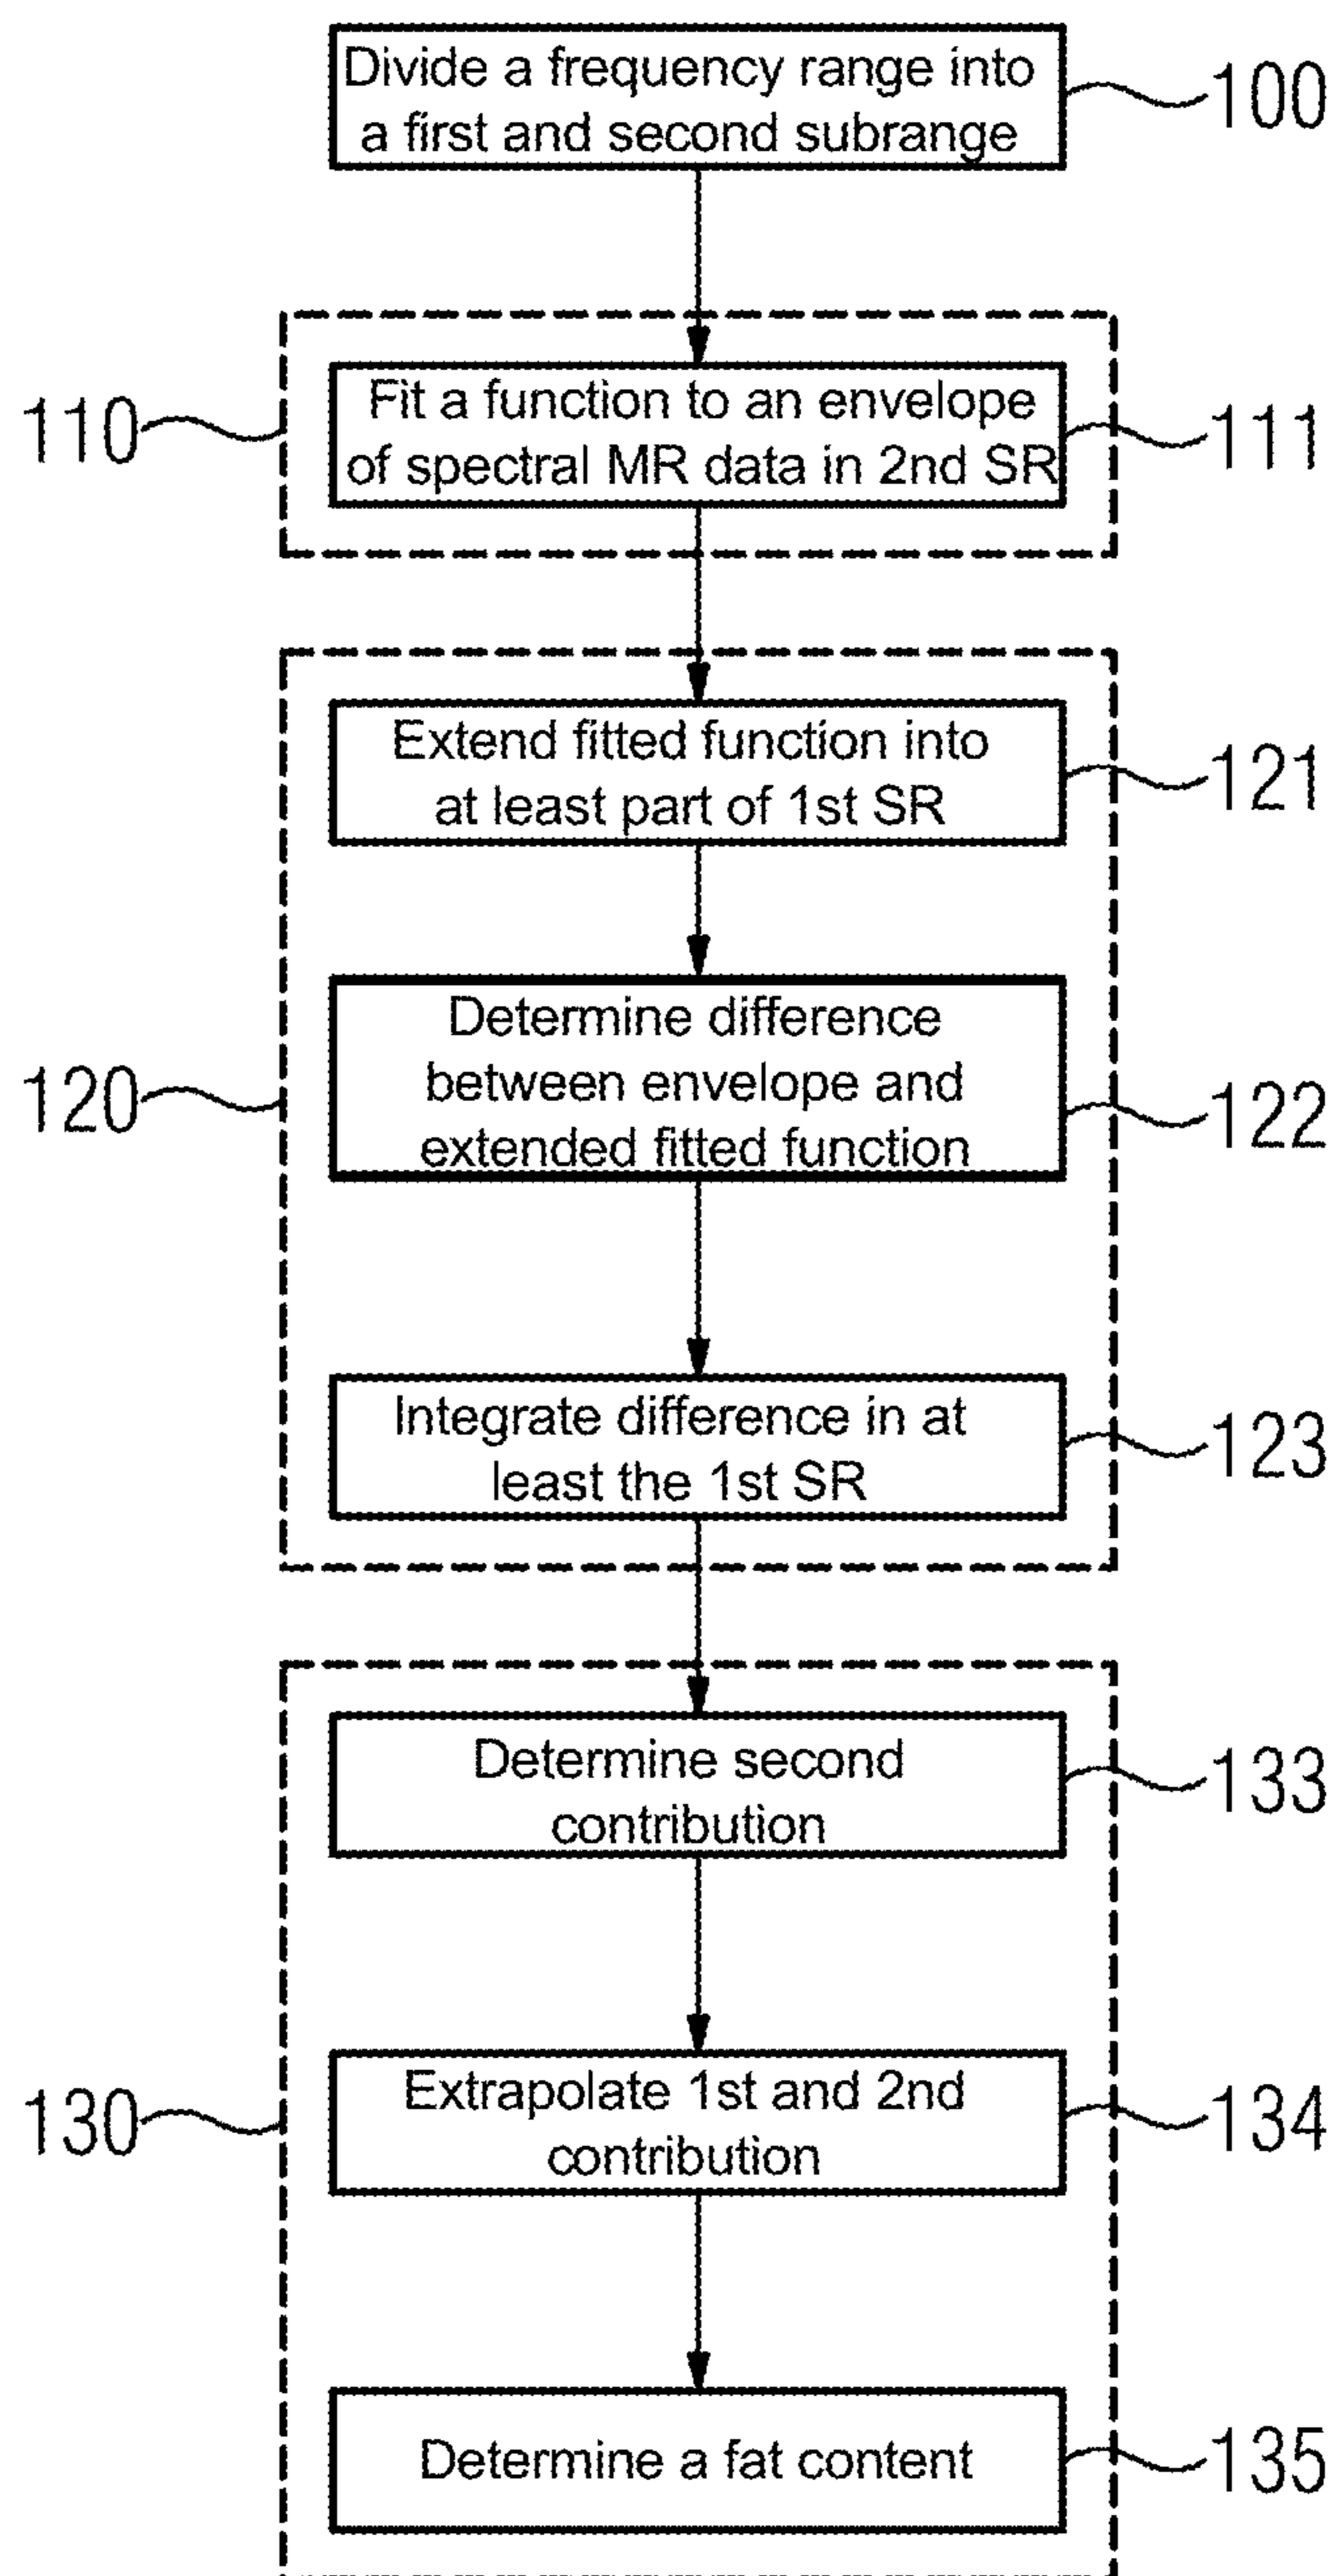 Divide a frequency range into
a first and second subrange
100
110
Fit a function to an envelope
of spectral MR data in 2nd SR
111
Extend fitted function into
at least part of 1st SR
121
120
Determine difference
between envelope and
extended fitted function
122
Integrate difference in at
least the 1st SR
123
Determine second
contribution
133
130
Extrapolate 1st and 2nd
contribution
134
Determine a fat content
135